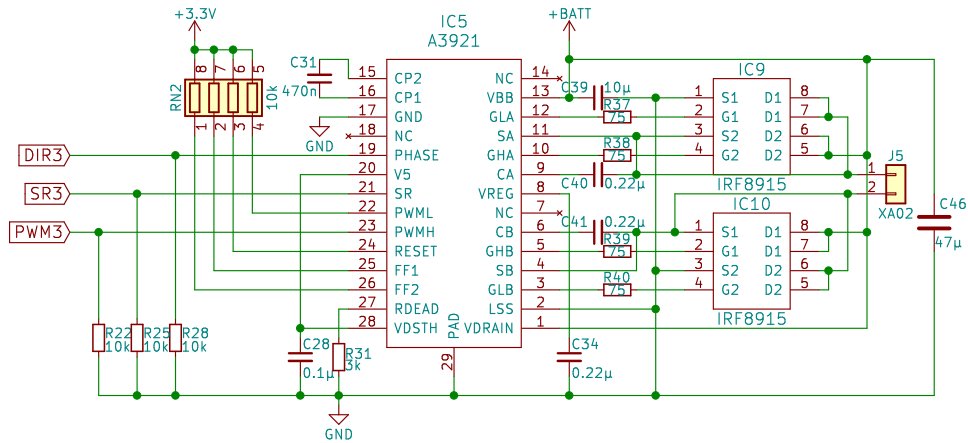 +3.3V
+BATT
IC5
A3921
C31
470n
RN2
10k
8 7 6 5
1 2 3 4
GND
DIR3
SR3
PWM3
15 CP2
16 CP1
17 GND
18 NC
19 PHASE
20 V5
21 SR
22 PWML
23 PWMH
24 RESET
25 FF1
26 FF2
27 RDEAD
28 VDSTH
NC 14
VBB 13
GLA 12
SA 11
GHA 10
CA 9
VREG 8
NC 7
CB 6
GHB 5
SB 4
GLB 3
LSS 2
VDRAIN 1
PAD
29
C39 10µ
R37
75
R38
75
C40 0.22µ
C41 0.22µ
R39
75
R40
75
IC9
1 S1 D1 8
2 G1 D1 7
3 S2 D2 6
4 G2 D2 5
IRF8915
IC10
1 S1 D1 8
2 G1 D1 7
3 S2 D2 6
4 G2 D2 5
IRF8915
J5
1
2
XA02
C46
47µ
R22
10k
R25
10k
R28
10k
C28
0.1µ
R31
3k
C34
0.22µ
GND